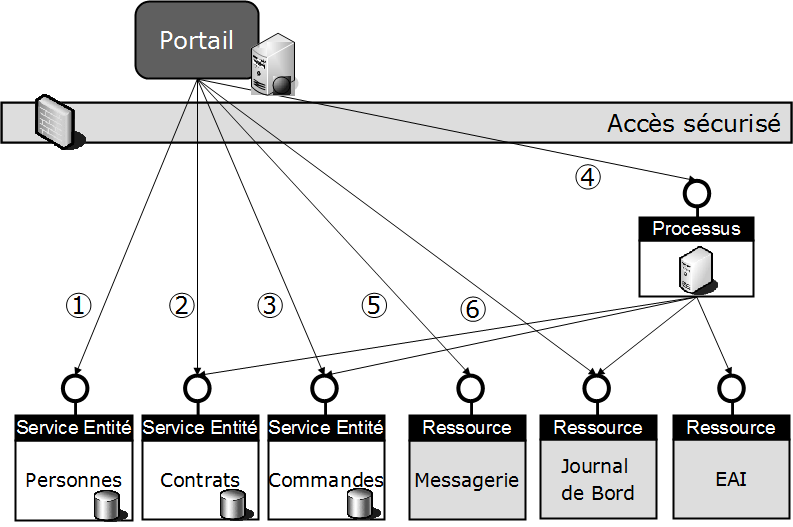 Portail
Accès sécurisé
④
Processus
①
②
③
⑤
⑥
Service Entité
Service Entité
Service Entité
Ressource
Ressource
Ressource
Personnes
Contrats
Commandes
Messagerie
Journal
de Bord
EAI